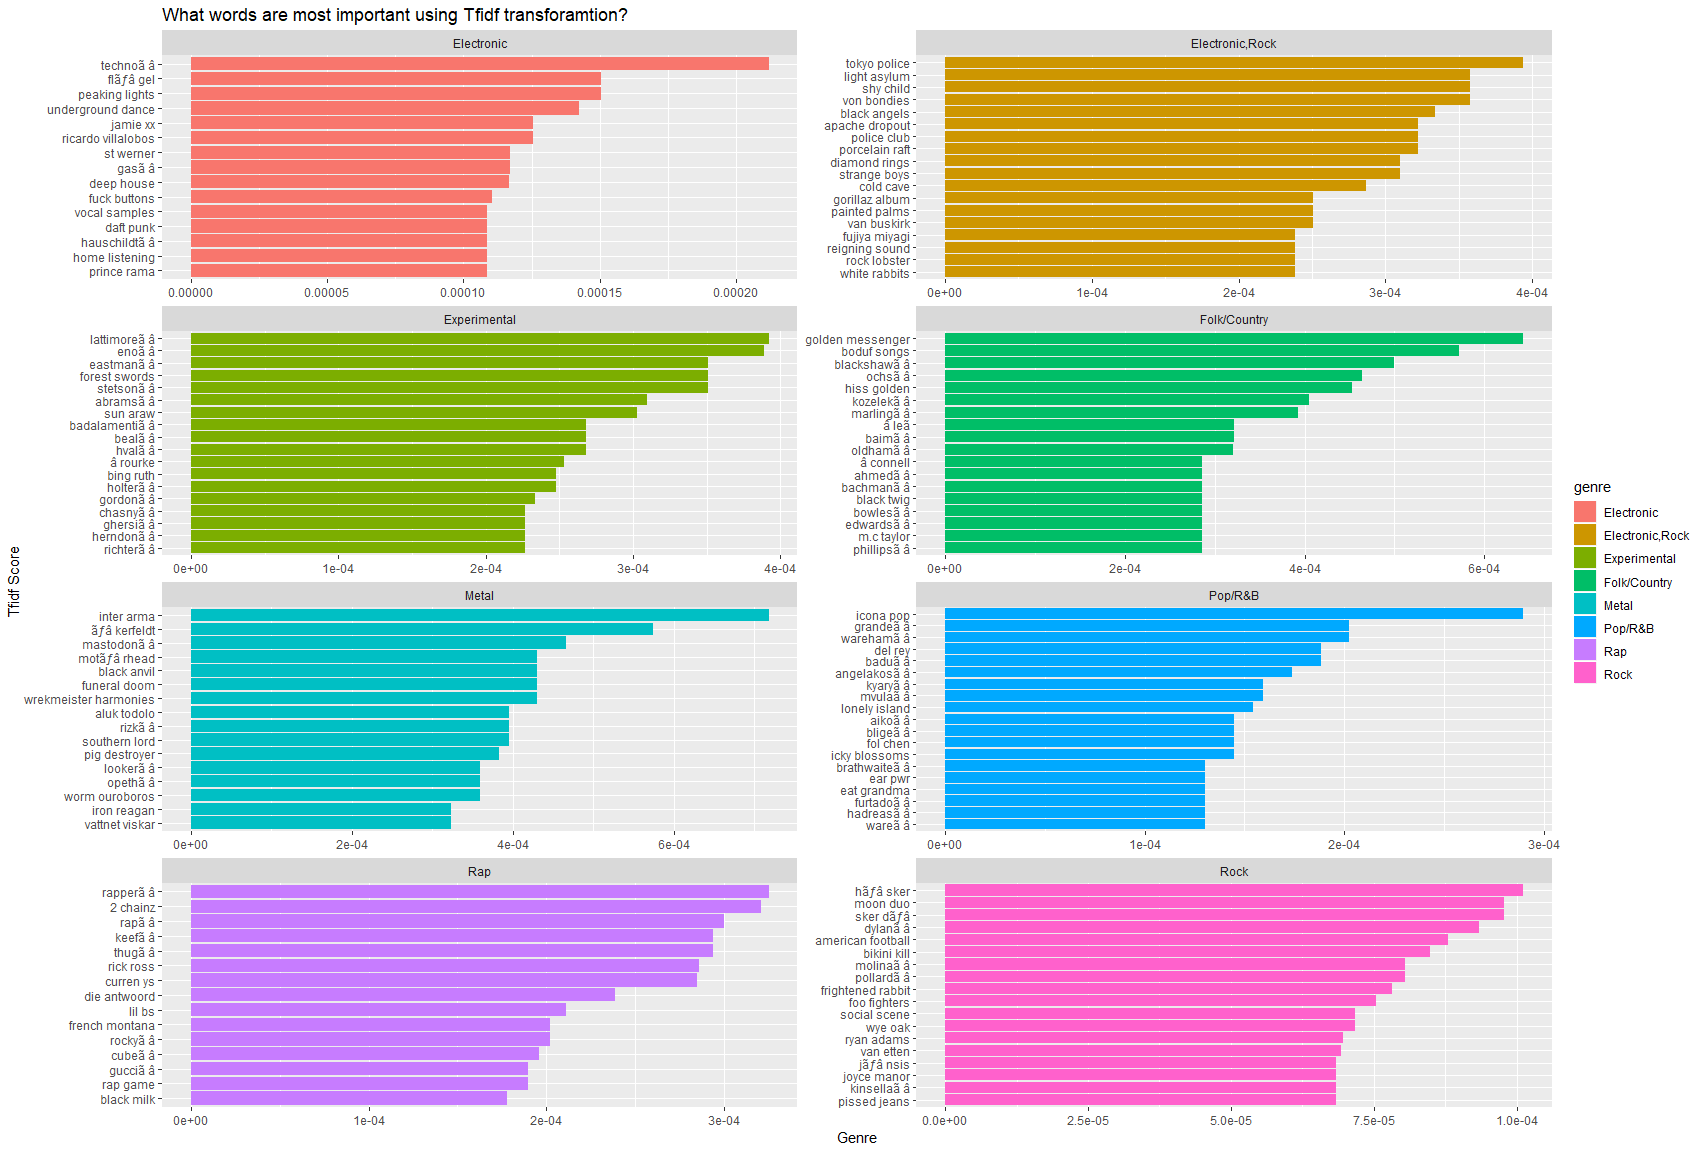 What words are most important using Tfidf transforamtion?
Electronic
technoã â
flãƒâ gel
peaking lights
underground dance
jamie xx
ricardo villalobos
st werner
gasã â
deep house
fuck buttons
vocal samples
daft punk
hauschildtã â
home listening
prince rama
0.00000 0.00005 0.00010 0.00015 0.00020
Electronic,Rock
tokyo police
light asylum
shy child
von bondies
black angels
apache dropout
police club
porcelain raft
diamond rings
strange boys
cold cave
gorillaz album
painted palms
van buskirk
fujiya miyagi
reigning sound
rock lobster
white rabbits
0e+00 1e-04 2e-04 3e-04 4e-04
Experimental
lattimoreã â
enoã â
eastmanã â
forest swords
stetsonã â
abramsã â
sun araw
badalamentiã â
bealã â
hvalã â
â rourke
bing ruth
holterã â
gordonã â
chasnyã â
ghersiã â
herndonã â
richterã â
0e+00 1e-04 2e-04 3e-04 4e-04
Folk/Country
golden messenger
boduf songs
blackshawã â
ochsã â
hiss golden
kozelekã â
marlingã â
â leã
baimã â
oldhamã â
â connell
ahmedã â
bachmanã â
black twig
bowlesã â
edwardsã â
m.c taylor
phillipsã â
0e+00 2e-04 4e-04 6e-04
Metal
inter arma
ãƒâ kerfeldt
mastodonã â
motãƒâ rhead
black anvil
funeral doom
wrekmeister harmonies
aluk todolo
rizkã â
southern lord
pig destroyer
lookerã â
opethã â
worm ouroboros
iron reagan
vattnet viskar
0e+00 2e-04 4e-04 6e-04
Pop/R&B
icona pop
grandeã â
warehamã â
del rey
baduã â
angelakosã â
kyaryã â
mvulaã â
lonely island
aikoã â
bligeã â
fol chen
icky blossoms
brathwaiteã â
ear pwr
eat grandma
furtadoã â
hadreasã â
wareã â
0e+00 1e-04 2e-04 3e-04
Rap
rapperã â
2 chainz
rapã â
keefã â
thugã â
rick ross
curren ys
die antwoord
lil bs
french montana
rockyã â
cubeã â
gucciã â
rap game
black milk
0e+00 1e-04 2e-04 3e-04
Rock
hãƒâ sker
moon duo
sker dãƒâ
dylanã â
american football
bikini kill
molinaã â
pollardã â
frightened rabbit
foo fighters
social scene
wye oak
ryan adams
van etten
jãƒâ nsis
joyce manor
kinsellaã â
pissed jeans
0.0e+00 2.5e-05 5.0e-05 7.5e-05 1.0e-04
Tfidf Score
Genre
genre
Electronic
Electronic,Rock
Experimental
Folk/Country
Metal
Pop/R&B
Rap
Rock